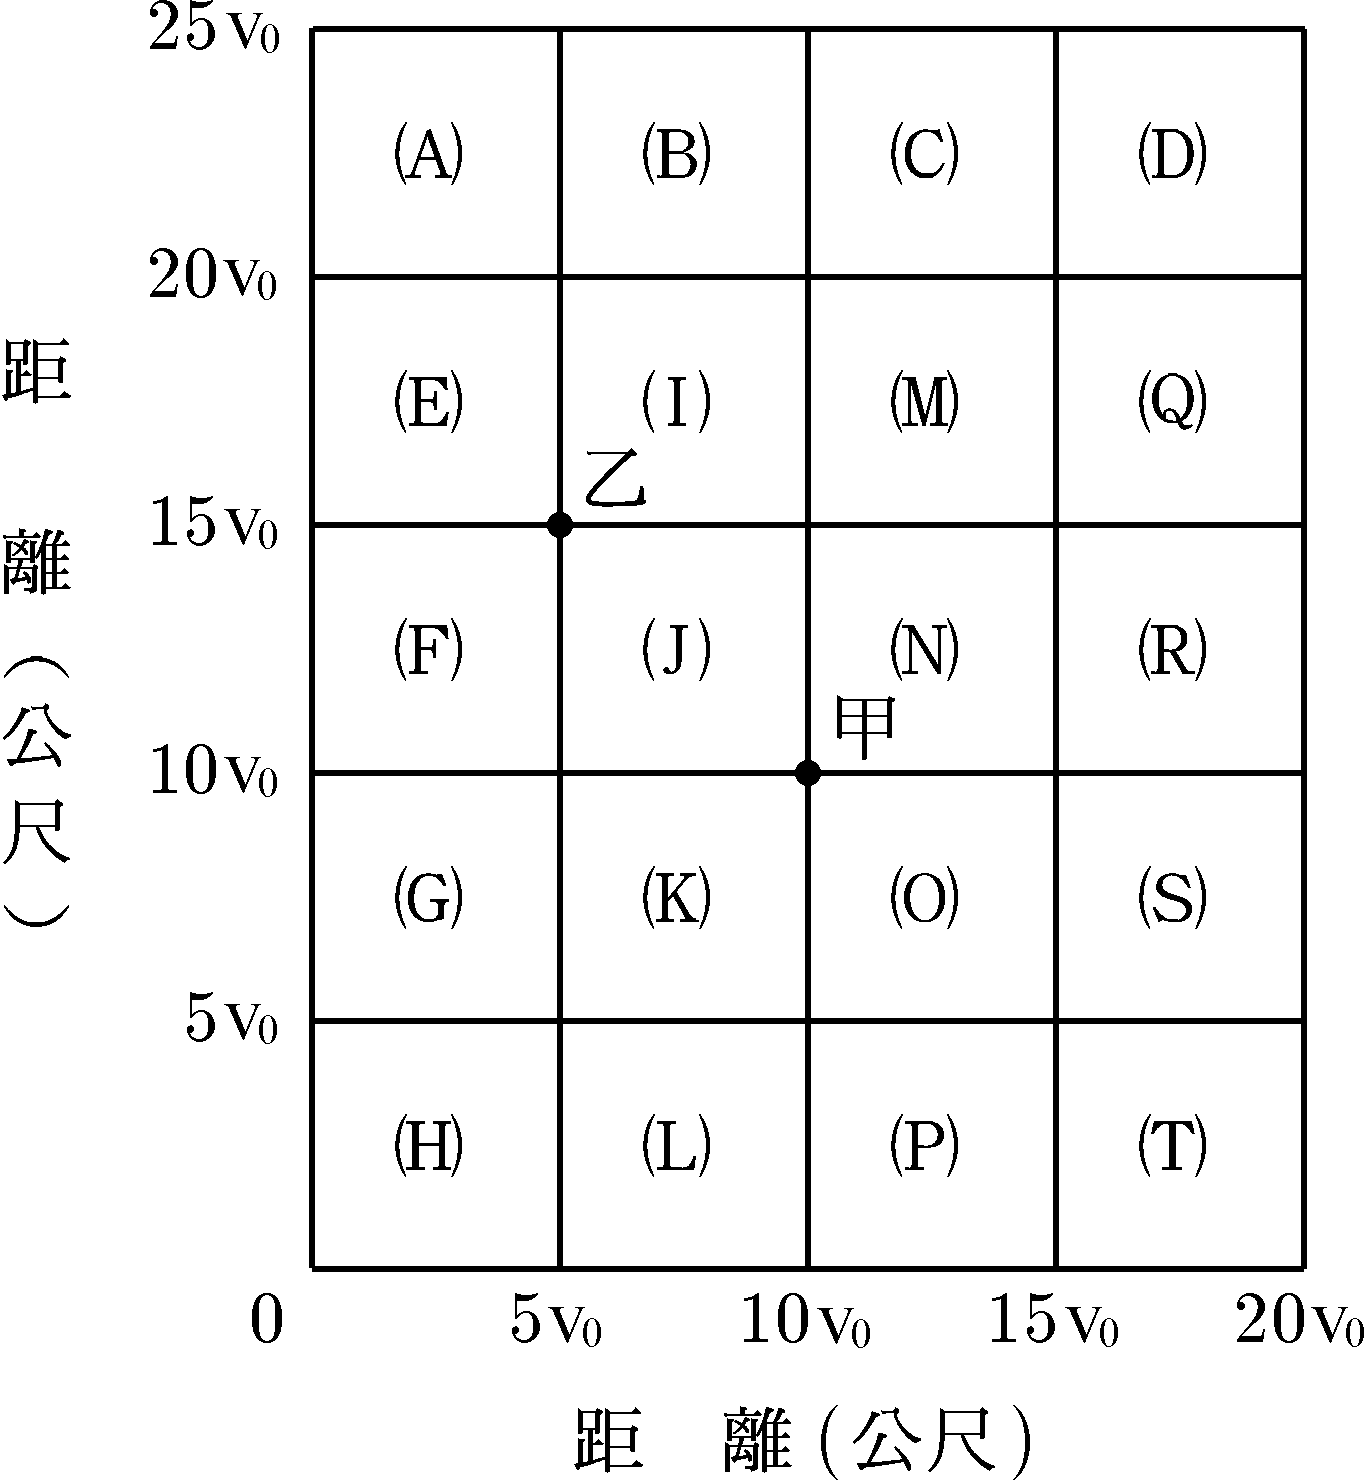 25v₀
(A) (B) (C) (D)
20v₀
(E) (I) (M) (Q)
乙
15v₀
(F) (J) (N) (R)
甲
10v₀
(G) (K) (O) (S)
5v₀
(H) (L) (P) (T)
0 5v₀ 10v₀ 15v₀ 20v₀
距 離(公尺)
距 離(公尺)